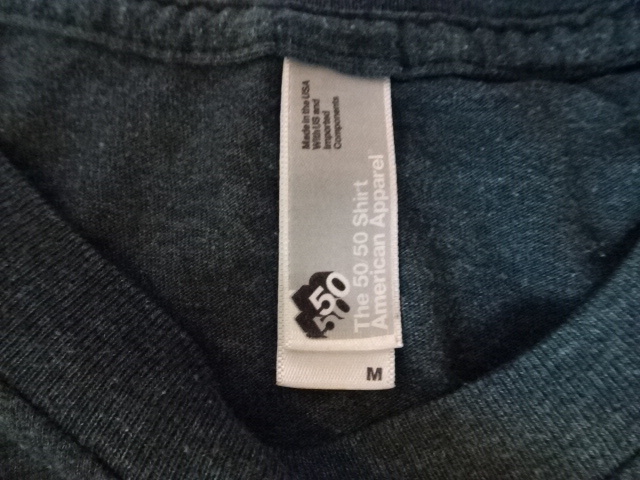 Made in the USA
With US and
Imported
Components
The 50/50 Shirt
American Apparel
50
50
M